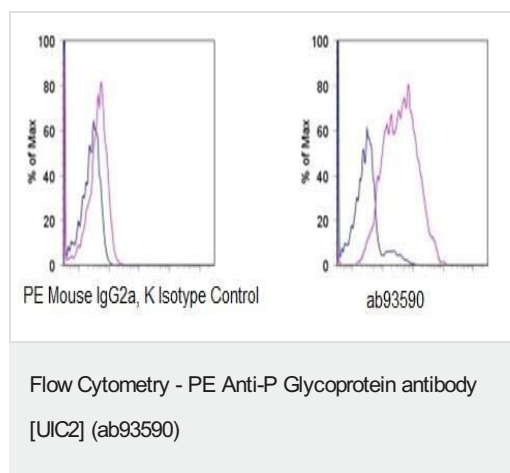 100
80
60
40
20
0
% of Max
PE Mouse IgG2a, K Isotype Control
100
80
60
40
20
0
% of Max
ab93590
Flow Cytometry - PE Anti-P Glycoprotein antibody
[UIC2] (ab93590)